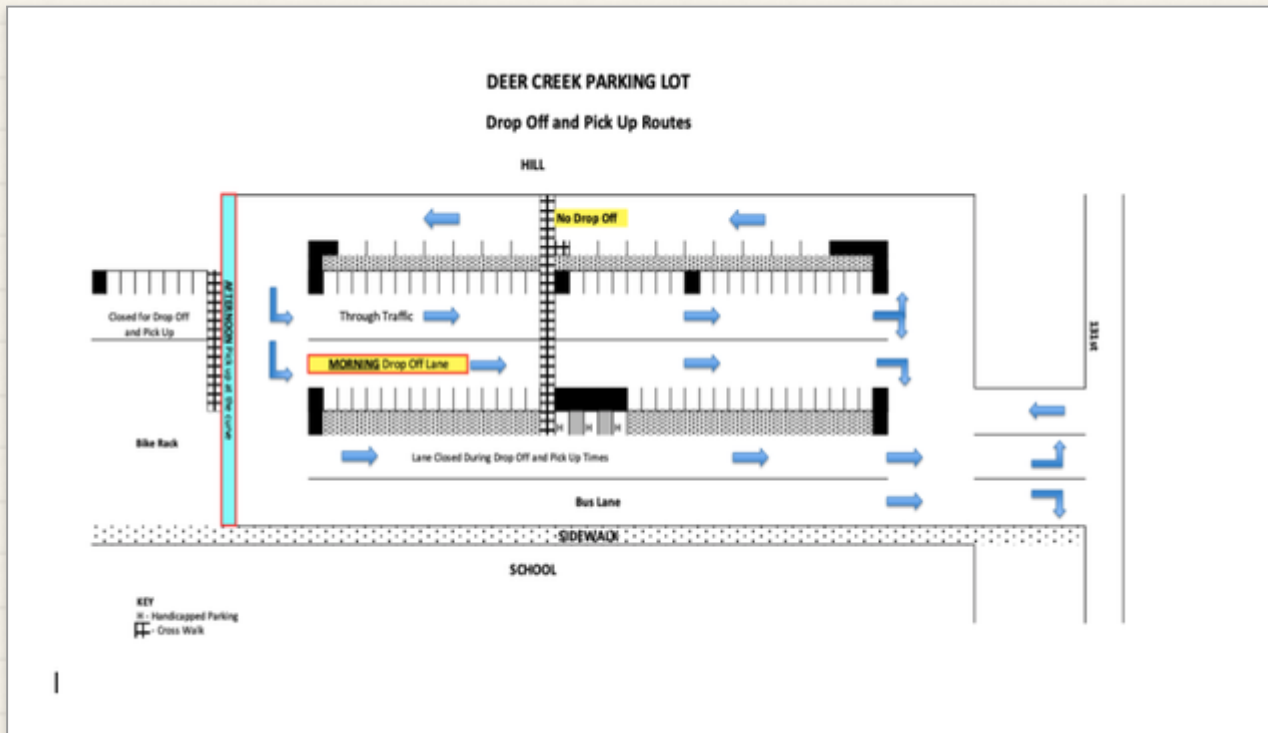 DEER CREEK PARKING LOT
Drop Off and Pick Up Routes
HILL
No Drop Off
Closed for Drop Off
and Pick Up
AFTERNOON Pick up at the curve
Through Traffic
131st
MORNING Drop Off Lane
H H H
Bike Rack
Lane Closed During Drop Off and Pick Up Times
Bus Lane
SIDEWALK
SCHOOL
KEY
H - Handicapped Parking
- Cross Walk